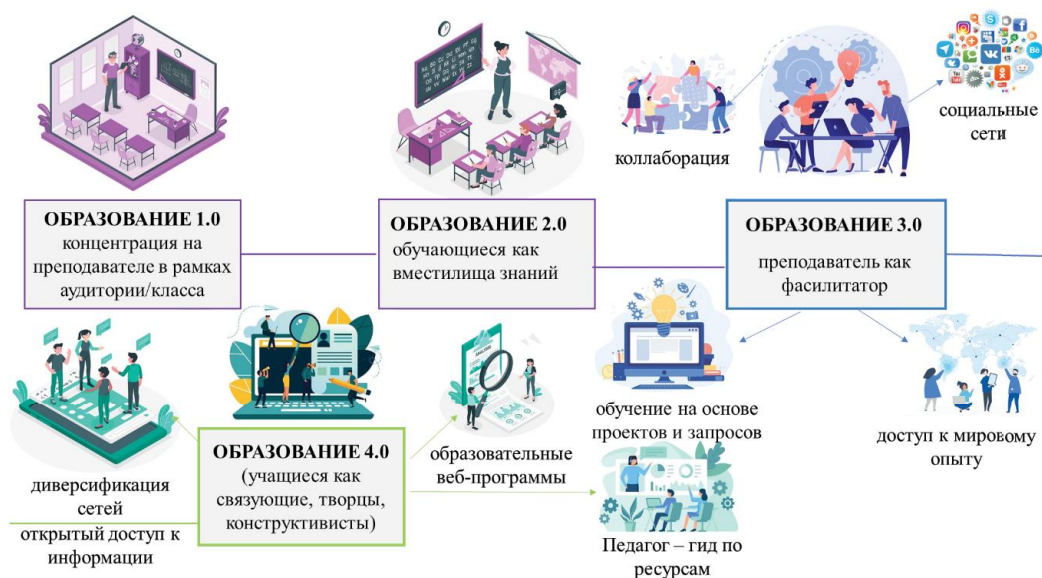 коллаборация
социальные
сети
ОБРАЗОВАНИЕ 1.0
концентрация на
преподавателе в рамках
аудитории/класса
ОБРАЗОВАНИЕ 2.0
обучающиеся как
вместилища знаний
ОБРАЗОВАНИЕ 3.0
преподаватель как
фасилитатор
диверсификация
сетей
открытый доступ к
информации
ОБРАЗОВАНИЕ 4.0
(учащиеся как
связующие, творцы,
конструктивисты)
образовательные
веб-программы
обучение на основе
проектов и запросов
Педагог – гид по
ресурсам
доступ к мировому
опыту